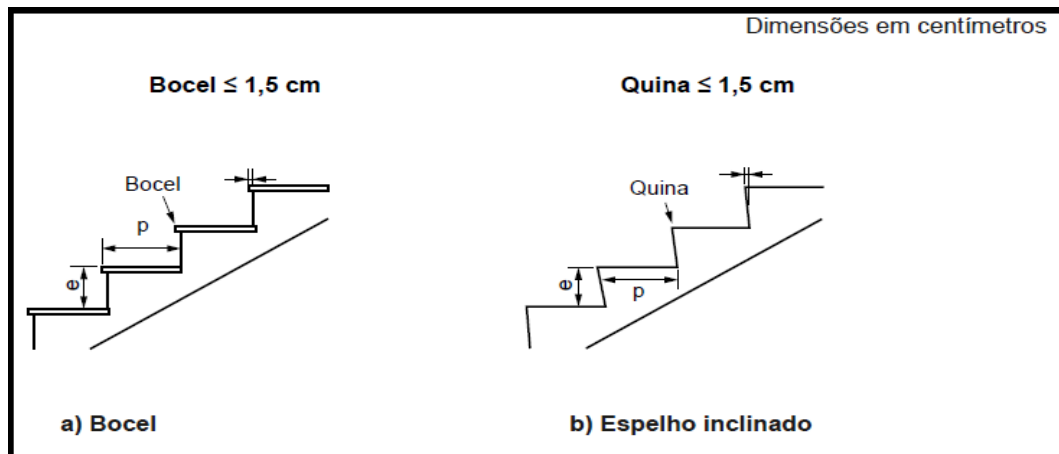 Dimensões em centímetros
Bocel ≤ 1,5 cm
Quina ≤ 1,5 cm
Bocel
p
e
Quina
e
p
a) Bocel
b) Espelho inclinado